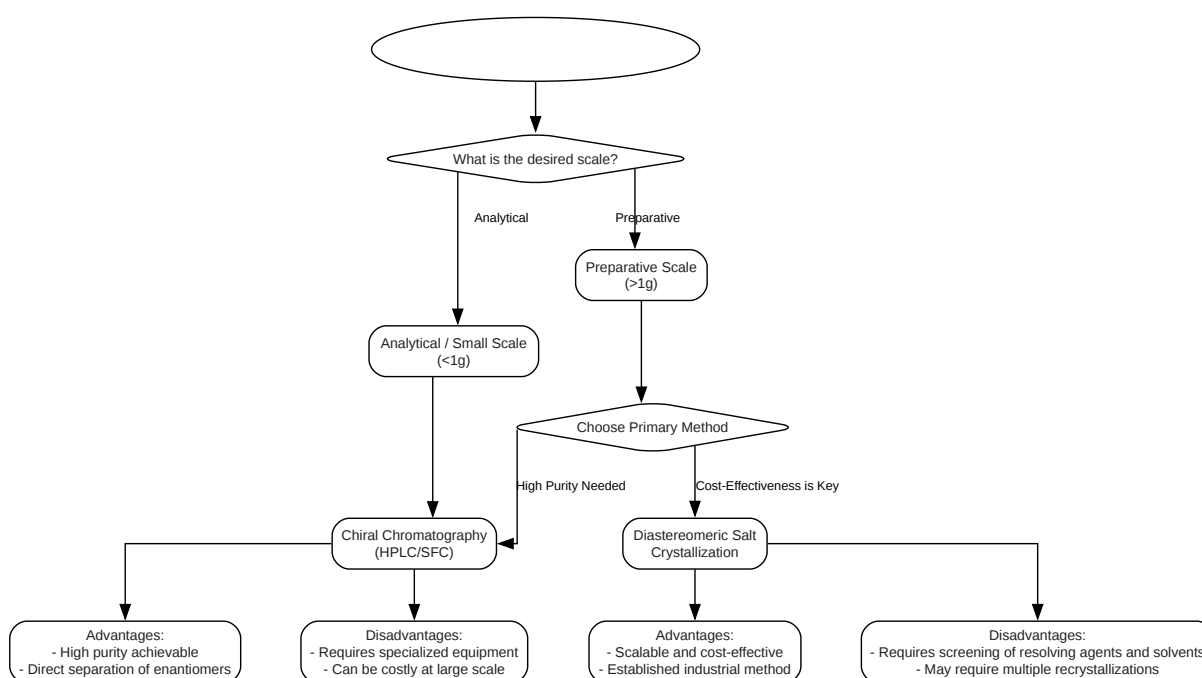 What is the desired scale?
Analytical
Preparative
Preparative Scale
(>1g)
Analytical / Small Scale
(<1g)
Choose Primary Method
High Purity Needed
Cost-Effectiveness is Key
Chiral Chromatography
(HPLC/SFC)
Diastereomeric Salt
Crystallization
Advantages:
- High purity achievable
- Direct separation of enantiomers
Disadvantages:
- Requires specialized equipment
- Can be costly at large scale
Advantages:
- Scalable and cost-effective
- Established industrial method
Disadvantages:
- Requires screening of resolving agents and solvents
- May require multiple recrystallizations